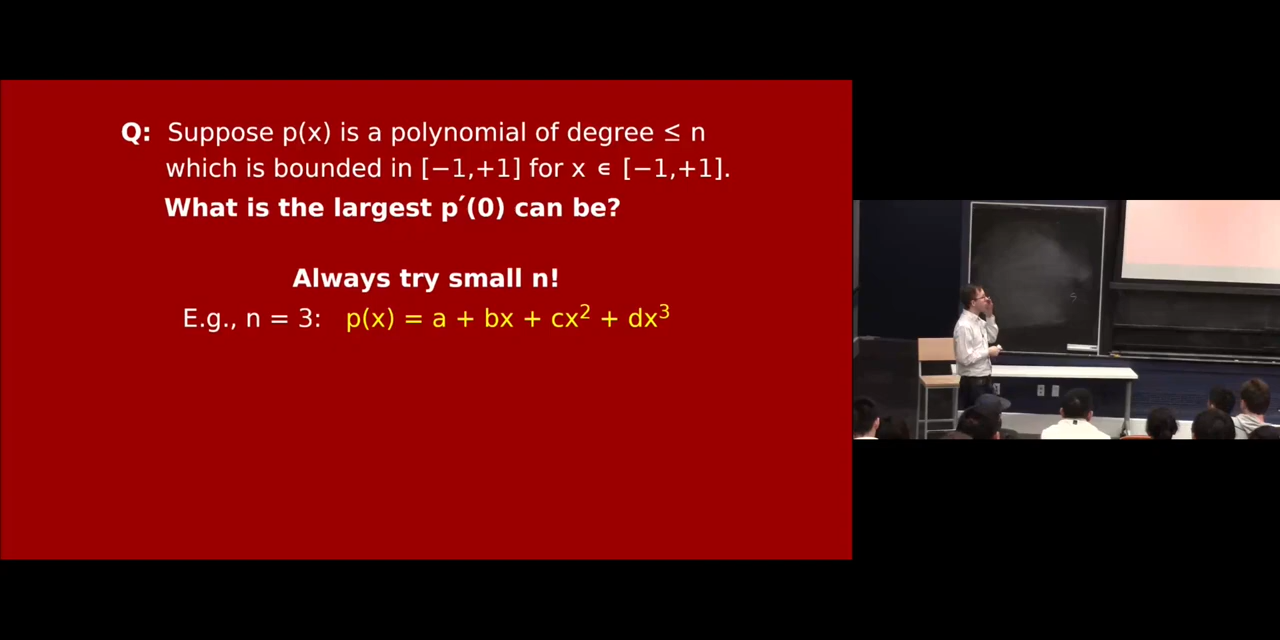 Q: Suppose p(x) is a polynomial of degree ≤ n
which is bounded in [−1,+1] for x ∊ [−1,+1].
What is the largest p′(0) can be?
Always try small n!
E.g., n = 3: p(x) = a + bx + cx² + dx³